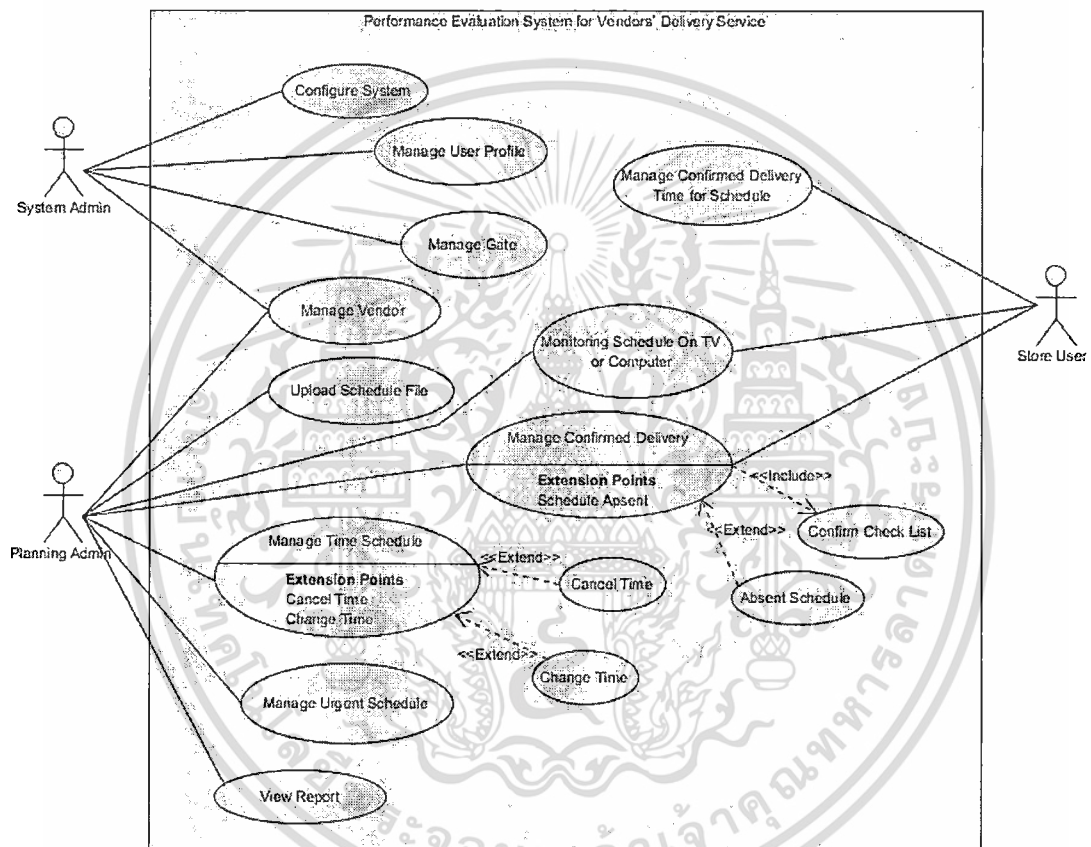 Performance Evaluation System for Vendors' Delivery Service
Configure System
Manage User Profile
System Admin
Manage Confirmed Delivery
Time for Schedule
Manage Gate
Manage Vendor
Monitoring Schedule On TV
or Computer
Store User
Upload Schedule File
Manage Confirmed Delivery
Extension Points
Schedule Absent
<<Include>>
Confirm Check List
<<Extend>>
Absent Schedule
Planning Admin
Manage Time Schedule
Extension Points
Cancel Time
Change Time
<<Extend>>
Cancel Time
<<Extend>>
Change Time
Manage Urgent Schedule
View Report